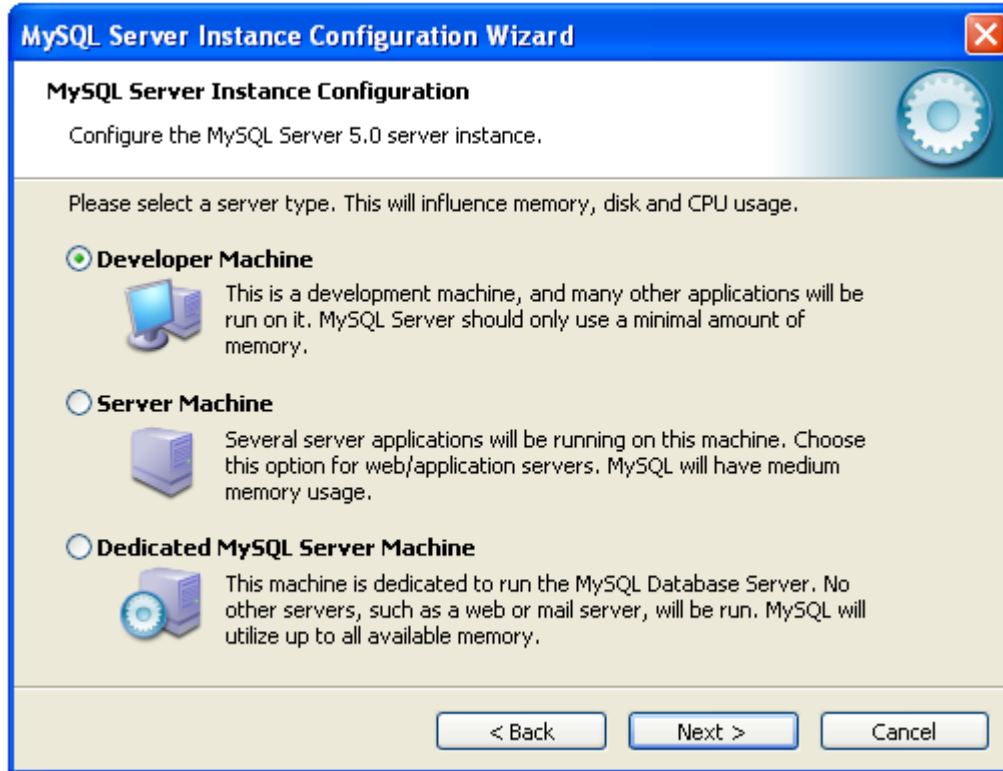 MySQL Server Instance Configuration Wizard
MySQL Server Instance Configuration
Configure the MySQL Server 5.0 server instance.
Please select a server type. This will influence memory, disk and CPU usage.
Developer Machine
This is a development machine, and many other applications will be
run on it. MySQL Server should only use a minimal amount of
memory.
Server Machine
Several server applications will be running on this machine. Choose
this option for web/application servers. MySQL will have medium
memory usage.
Dedicated MySQL Server Machine
This machine is dedicated to run the MySQL Database Server. No
other servers, such as a web or mail server, will be run. MySQL will
utilize up to all available memory.
< Back
Next >
Cancel